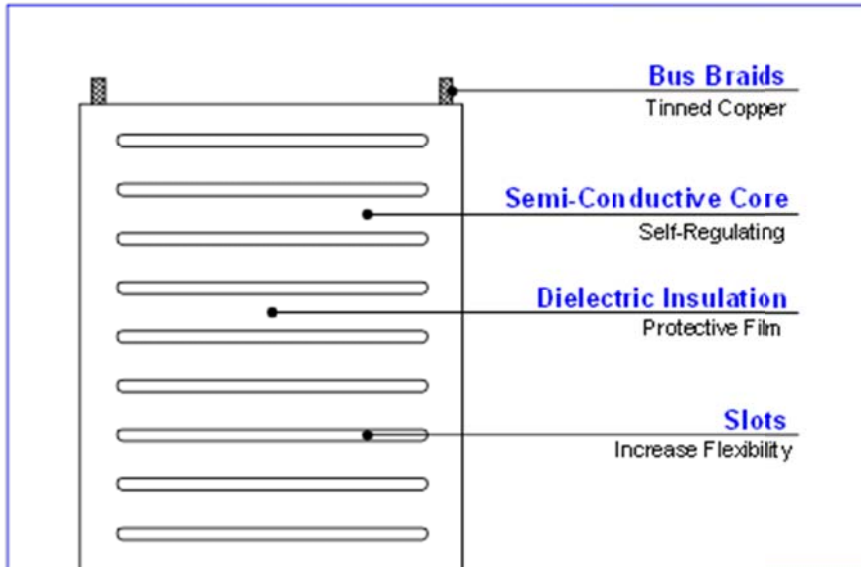 Bus Braids
Tinned Copper
Semi-Conductive Core
Self-Regulating
Dielectric Insulation
Protective Film
Slots
Increase Flexibility